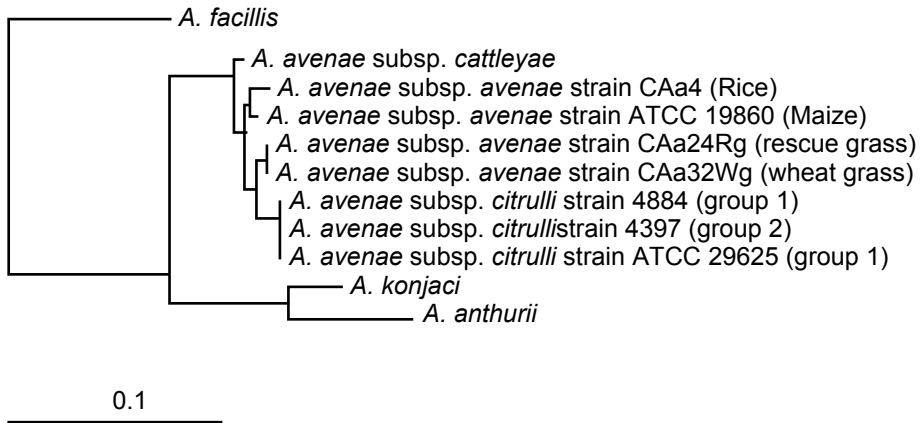 A. facillis
A. avenae subsp. cattleyae
A. avenae subsp. avenae strain CAa4 (Rice)
A. avenae subsp. avenae strain ATCC 19860 (Maize)
A. avenae subsp. avenae strain CAa24Rg (rescue grass)
A. avenae subsp. avenae strain CAa32Wg (wheat grass)
A. avenae subsp. citrulli strain 4884 (group 1)
A. avenae subsp. citrullistrain 4397 (group 2)
A. avenae subsp. citrulli strain ATCC 29625 (group 1)
A. konjaci
A. anthurii
0.1